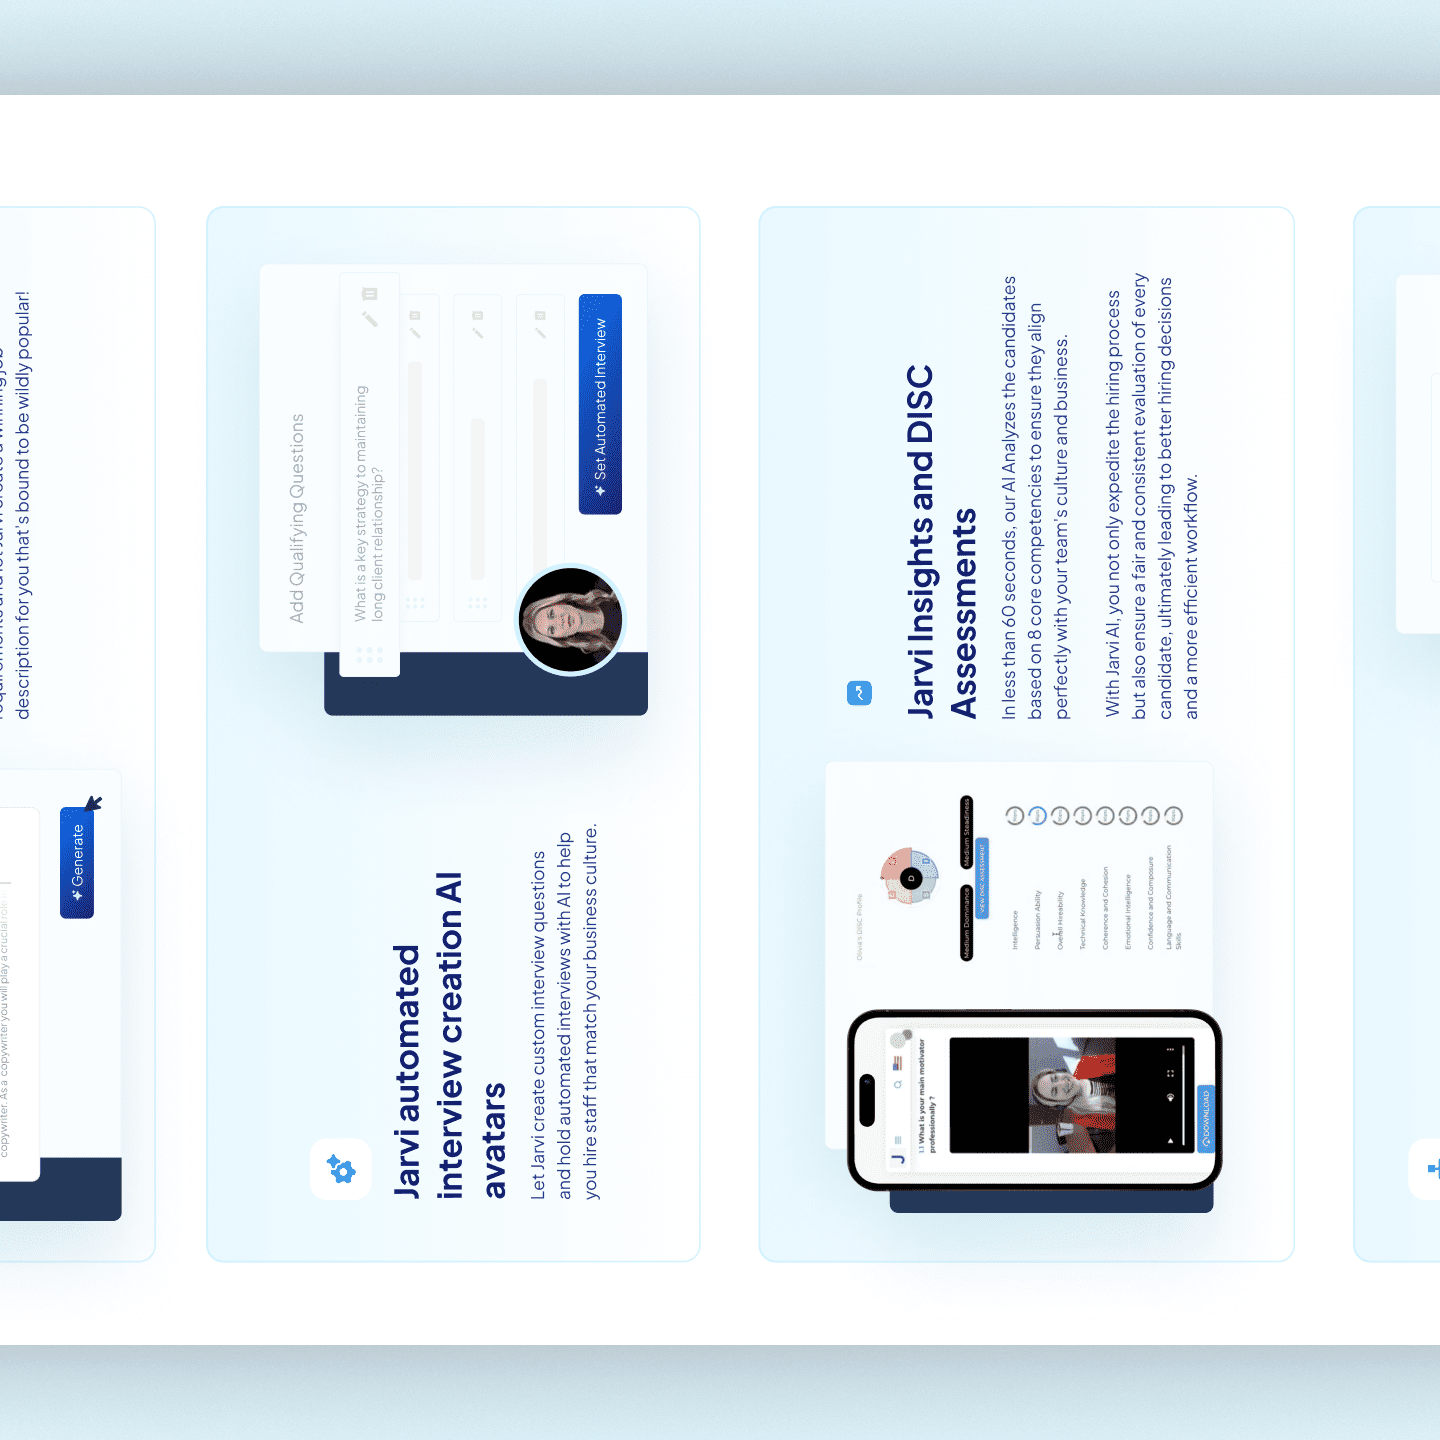 description for you that's bound to be wildly popular!
copywriter. As a copywriter you will play a crucial role
Generate
Jarvi automated
interview creation AI
avatars
Let Jarvi create custom interview questions
and hold automated interviews with AI to help
you hire staff that match your business culture.
Add Qualifying Questions
What is a key strategy to maintaining
long client relationship?
Set Automated Interview
J
1.1 What is your main motivator
professionally ?
DOWNLOAD
Olivia's DISC Profile
D
Medium Dominance
Medium Steadiness
VIEW DISC ASSESSMENT
Intelligence
Persuasion Ability
Overall Hireability
Technical Knowledge
Coherence and Cohesion
Emotional Intelligence
Confidence and Composure
Language and Communication
Skills
Jarvi Insights and DISC
Assessments
In less than 60 seconds, our AI Analyzes the candidates
based on 8 core competencies to ensure they align
perfectly with your team's culture and business.
With Jarvi AI, you not only expedite the hiring process
but also ensure a fair and consistent evaluation of every
candidate, ultimately leading to better hiring decisions
and a more efficient workflow.